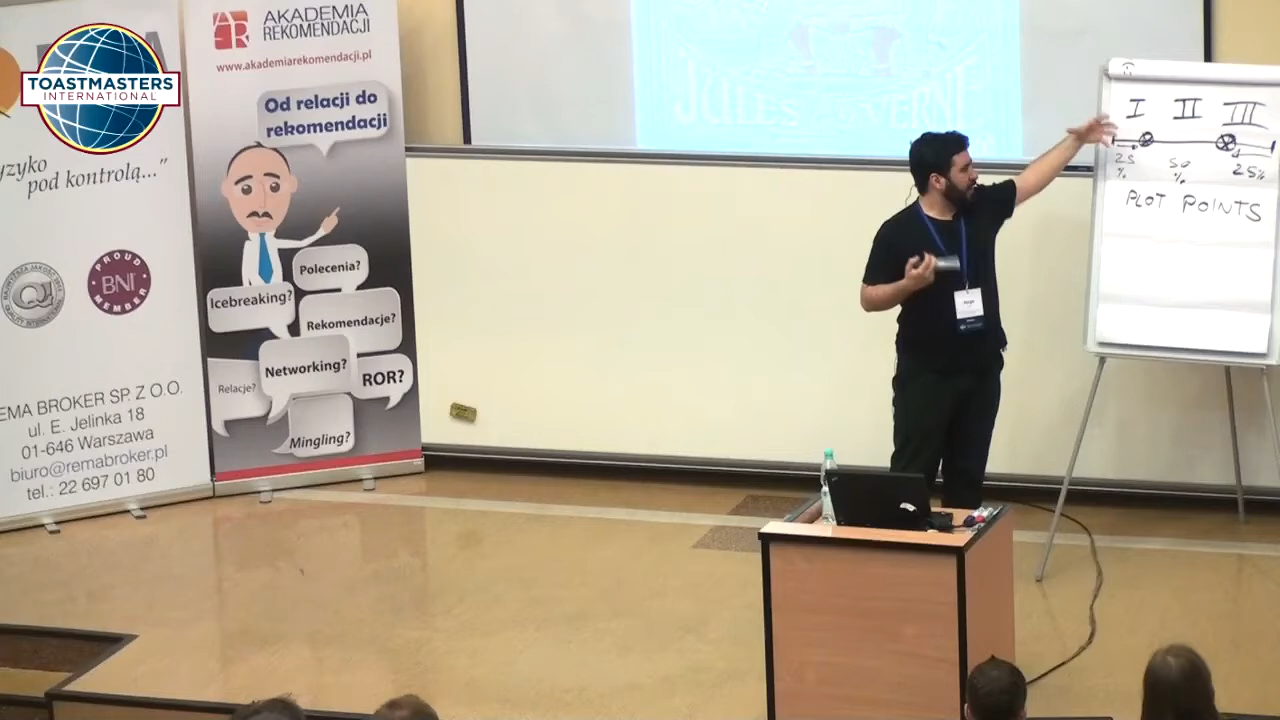 TOASTMASTERS
INTERNATIONAL
yzyko
pod kontrolą..."
PROUD
BNI
MEMBER
EMA BROKER SP. Z O.O.
ul. E. Jelinka 18
01-646 Warszawa
biuro@remabroker.pl
tel.: 22 697 01 80
AKADEMIA
REKOMENDACJI
www.akademiarekomendacji.pl
Od relacji do
rekomendacji
Polecenia?
Icebreaking?
Rekomendacje?
Networking?
Relacje?
ROR?
Mingling?
JULES VERNE
I II III
25 % 50 % 25%
PLOT POINTS